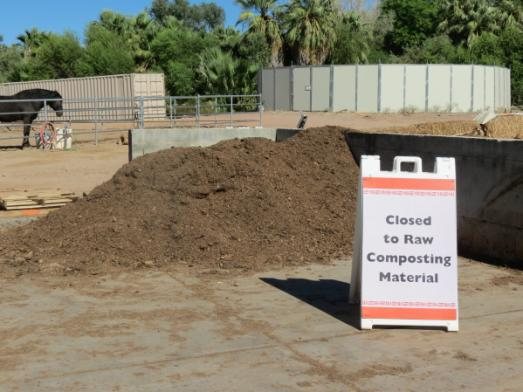 Closed
to Raw
Composting
Material